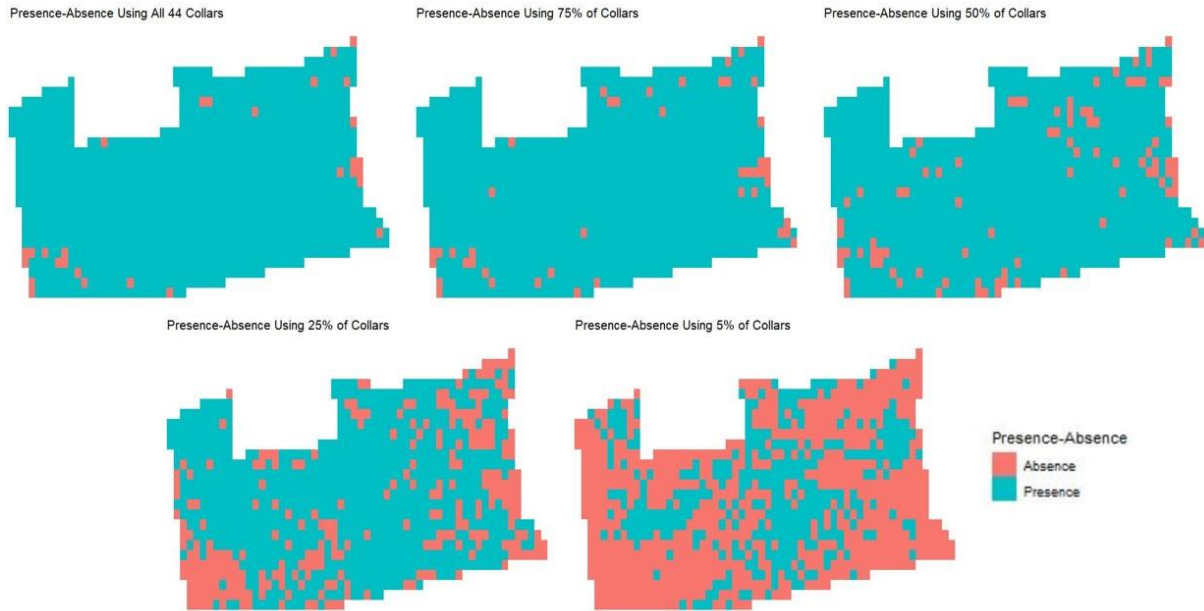 Presence-Absence Using All 44 Collars
Presence-Absence Using 75% of Collars
Presence-Absence Using 50% of Collars
Presence-Absence Using 25% of Collars
Presence-Absence Using 5% of Collars
Presence-Absence
Absence
Presence